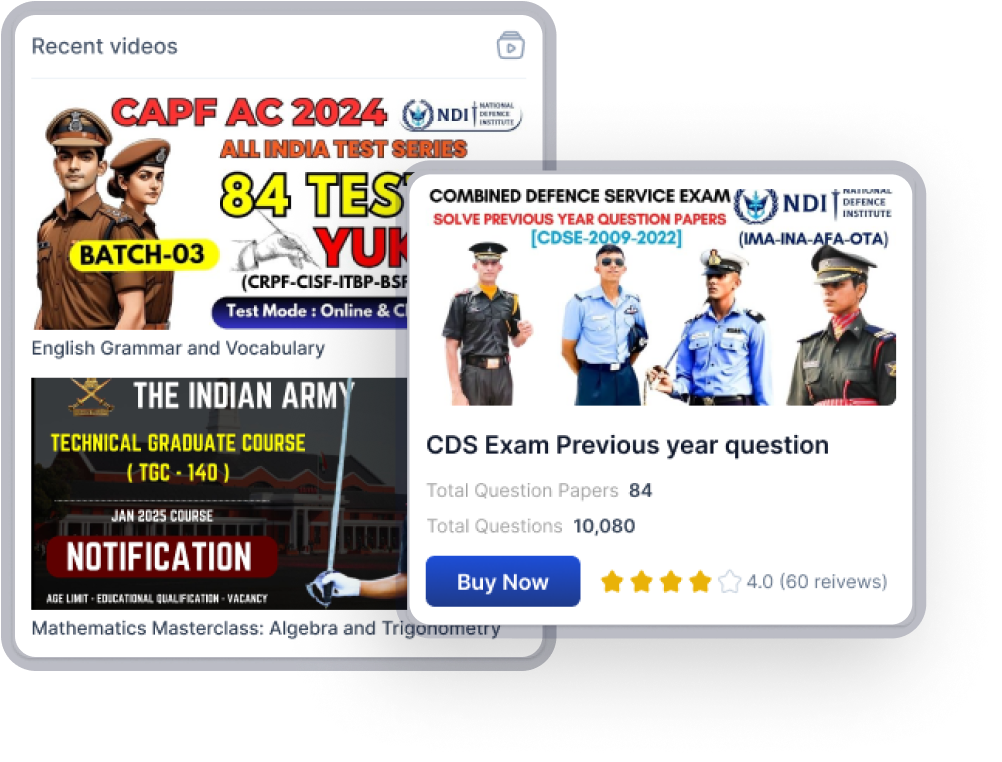 Recent videos
CAPF AC 2024
NDI
NATIONAL
DEFENCE
INSTITUTE
ALL INDIA TEST SERIES
84 TES
YUK
BATCH-03
(CRPF-CISF-ITBP-BSF
Test Mode : Online &
English Grammar and Vocabulary
THE INDIAN ARMY
TECHNICAL GRADUATE COURSE
( TGC - 140 )
JAN 2025 COURSE
NOTIFICATION
AGE LIMIT - EDUCATIONAL QUALIFICATION - VACANCY
Mathematics Masterclass: Algebra and Trigonometry
COMBINED DEFENCE SERVICE EXAM
SOLVE PREVIOUS YEAR QUESTION PAPERS
[CDSE-2009-2022]
NDI
NATIONAL
DEFENCE
INSTITUTE
(IMA-INA-AFA-OTA)
CDS Exam Previous year question
Total Question Papers 84
Total Questions 10,080
Buy Now
4.0 (60 reivews)